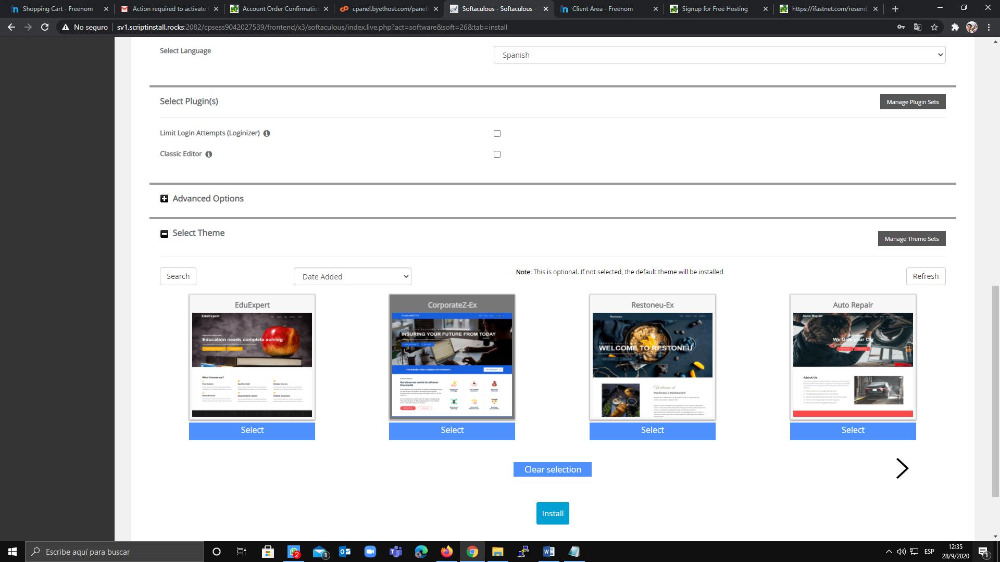 Shopping Cart - Freenom
Action required to activate
Account Order Confirmation
cpanel.byethost.com/panel/
Softaculous - Softaculous -
Client Area - Freenom
Signup for Free Hosting
https://ifastnet.com/resend
No seguro
sv1.scriptinstall.rocks:2082/cpsess9042027539/frontend/x3/softaculous/index.live.php?act=software&soft=26&tab=install
Select Language
Spanish
Select Plugin(s)
Manage Plugin Sets
Limit Login Attempts (Loginizer)
Classic Editor
Advanced Options
Select Theme
Manage Theme Sets
Search
Date Added
Note: This is optional. If not selected, the default theme will be installed
Refresh
EduExpert
EduExpert
Education needs complete solving
Why Choose us?
Select
CorporateZ-Ex
CorporateZ-Ex
INSURING YOUR FUTURE FROM TODAY
Services we serve to all over
the world
Select
Restoneu-Ex
Restoneu
WELCOME TO RESTONEU
Welcome at
Restoneu's Restaurant
Select
Auto Repair
Auto Repair
We Give your Car
About Us
Select
Clear selection
Install
Escribe aquí para buscar
2
1
ESP
12:35
28/9/2020
1